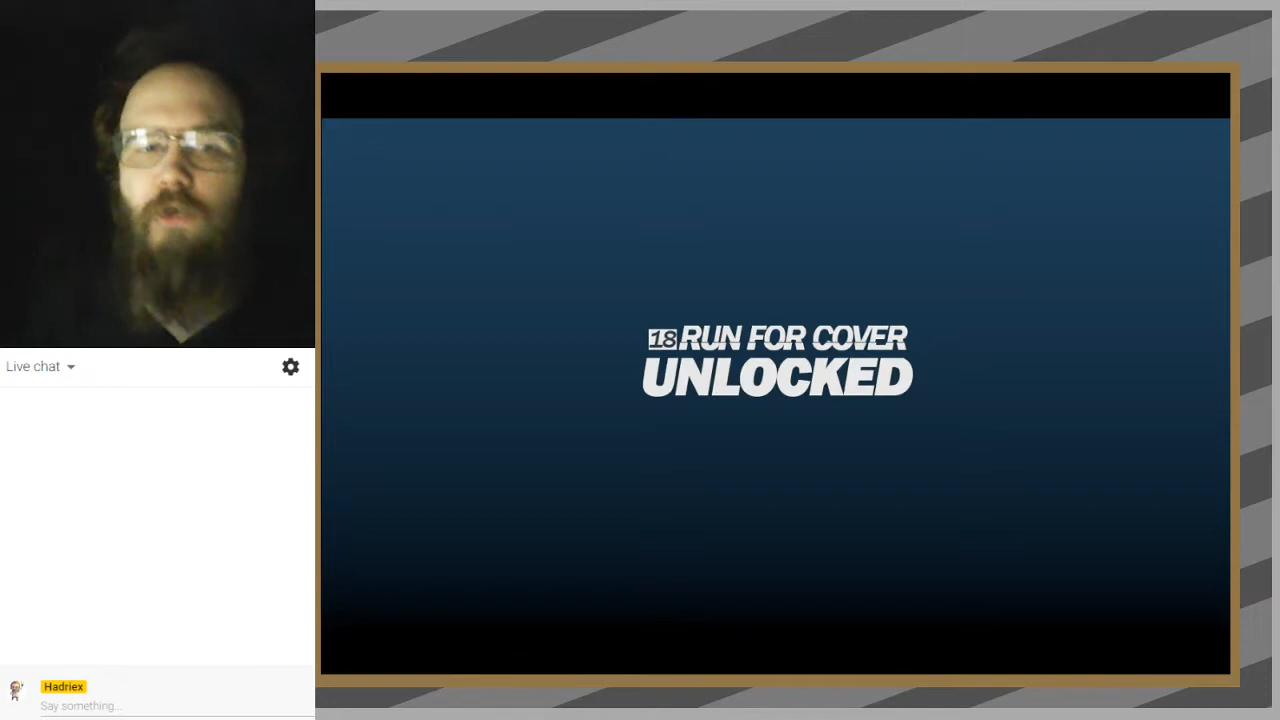 18 RUN FOR COVER
UNLOCKED
Live chat
Hadriex
Say something...